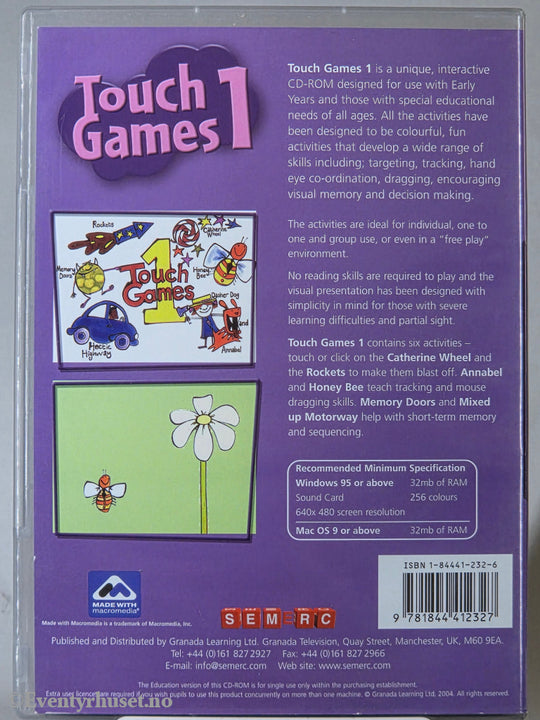 Touch
Games 1
Touch Games 1 is a unique, interactive
CD-ROM designed for use with Early
Years and those with special educational
needs of all ages. All the activities have
been designed to be colourful, fun
activities that develop a wide range of
skills including; targeting, tracking, hand
eye co-ordination, dragging, encouraging
visual memory and decision making.
The activities are ideal for individual, one to
one and group use, or even in a "free play"
environment.
No reading skills are required to play and the
visual presentation has been designed with
simplicity in mind for those with severe
learning difficulties and partial sight.
Touch Games 1 contains six activities –
touch or click on the Catherine Wheel and
the Rockets to make them blast off. Annabel
and Honey Bee teach tracking and mouse
dragging skills. Memory Doors and Mixed
up Motorway help with short-term memory
and sequencing.
Rockets
Catherine
Wheel
Memory
Doors
Honey
Bee
1
Touch
Games
Dasher Dog
and
Annabel
Hectic
Highway
Recommended Minimum Specification
Windows 95 or above 32mb of RAM
Sound Card 256 colours
640x 480 screen resolution
Mac OS 9 or above 32mb of RAM
ISBN 1-84441-232-6
9 781844 412327
MADE WITH
macromedia®
Made with Macromedia is a trademark of Macromedia, Inc.
SEMERC
Published and Distributed by Granada Learning Ltd. Granada Television, Quay Street, Manchester, UK, M60 9EA.
Tel: +44 (0)161 827 2927 Fax: +44 (0)161 827 2966
E-mail: info@semerc.com Web site: www.semerc.com
The Education version of this CD-ROM is for single use only within the purchasing establishment.
Extra user licences are required if you wish pupils to use this product concurrently on more than one machine. © Granada Learning Ltd, 2004. All rights reserved.
©Eventyrhuset.no